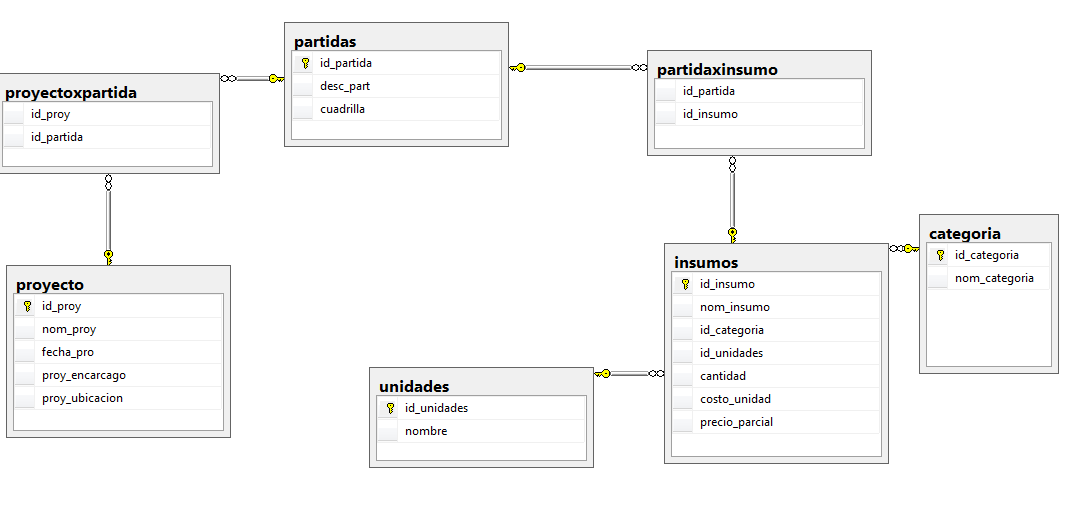 partidas
id_partida
desc_part
cuadrilla
proyectoxpartida
id_proy
id_partida
partidaxinsumo
id_partida
id_insumo
proyecto
id_proy
nom_proy
fecha_pro
proy_encarcago
proy_ubicacion
insumos
id_insumo
nom_insumo
id_categoria
id_unidades
cantidad
costo_unidad
precio_parcial
categoria
id_categoria
nom_categoria
unidades
id_unidades
nombre